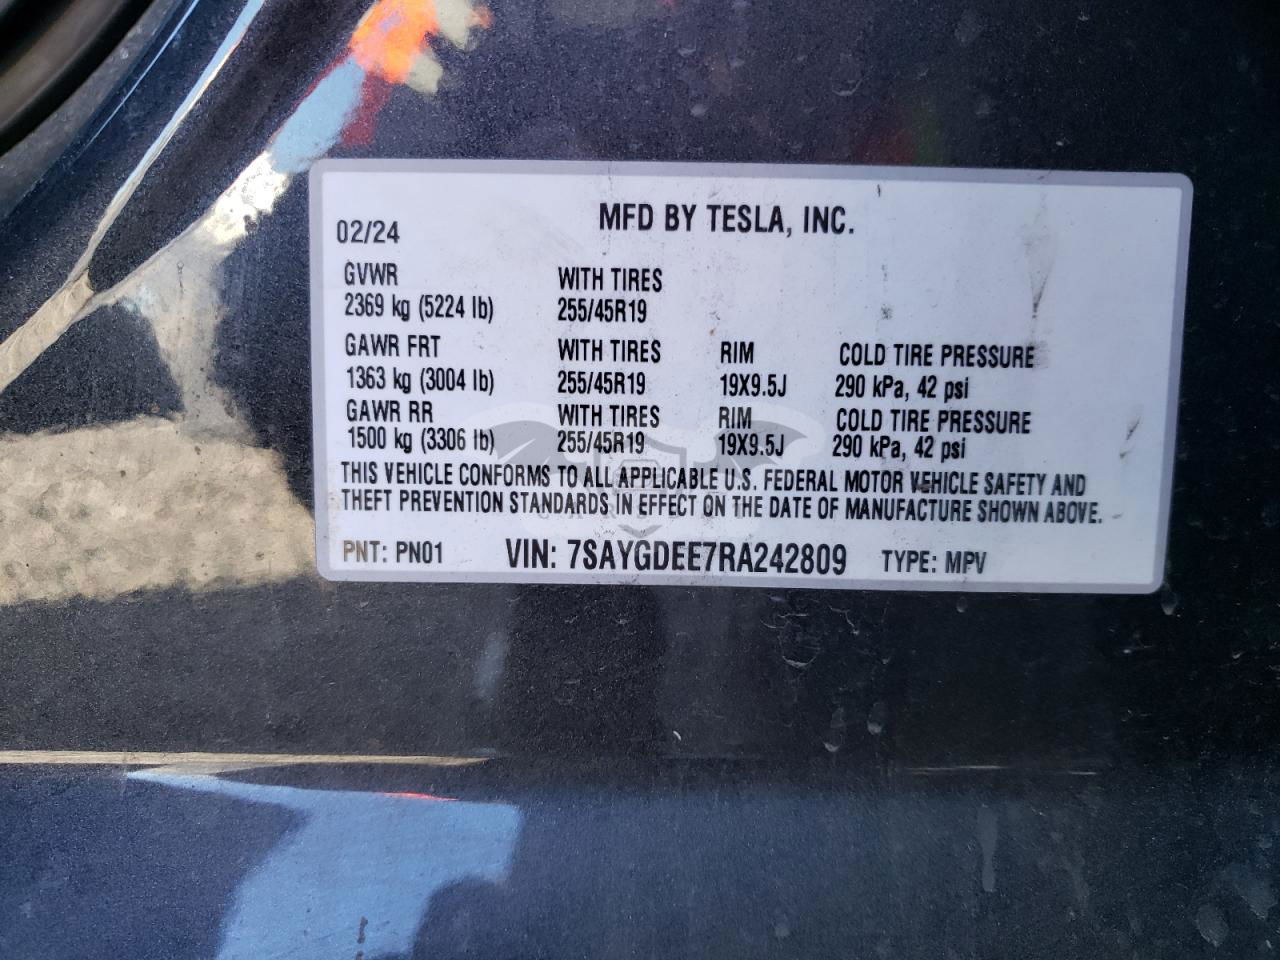 MFD BY TESLA, INC.
02/24
GVWR WITH TIRES
2369 kg (5224 lb) 255/45R19
GAWR FRT WITH TIRES RIM COLD TIRE PRESSURE
1363 kg (3004 lb) 255/45R19 19X9.5J 290 kPa, 42 psi
GAWR RR WITH TIRES RIM COLD TIRE PRESSURE
1500 kg (3306 lb) 255/45R19 19X9.5J 290 kPa, 42 psi
THIS VEHICLE CONFORMS TO ALL APPLICABLE U.S. FEDERAL MOTOR VEHICLE SAFETY AND
THEFT PREVENTION STANDARDS IN EFFECT ON THE DATE OF MANUFACTURE SHOWN ABOVE.
PNT: PN01 VIN: 7SAYGDEE7RA242809 TYPE: MPV